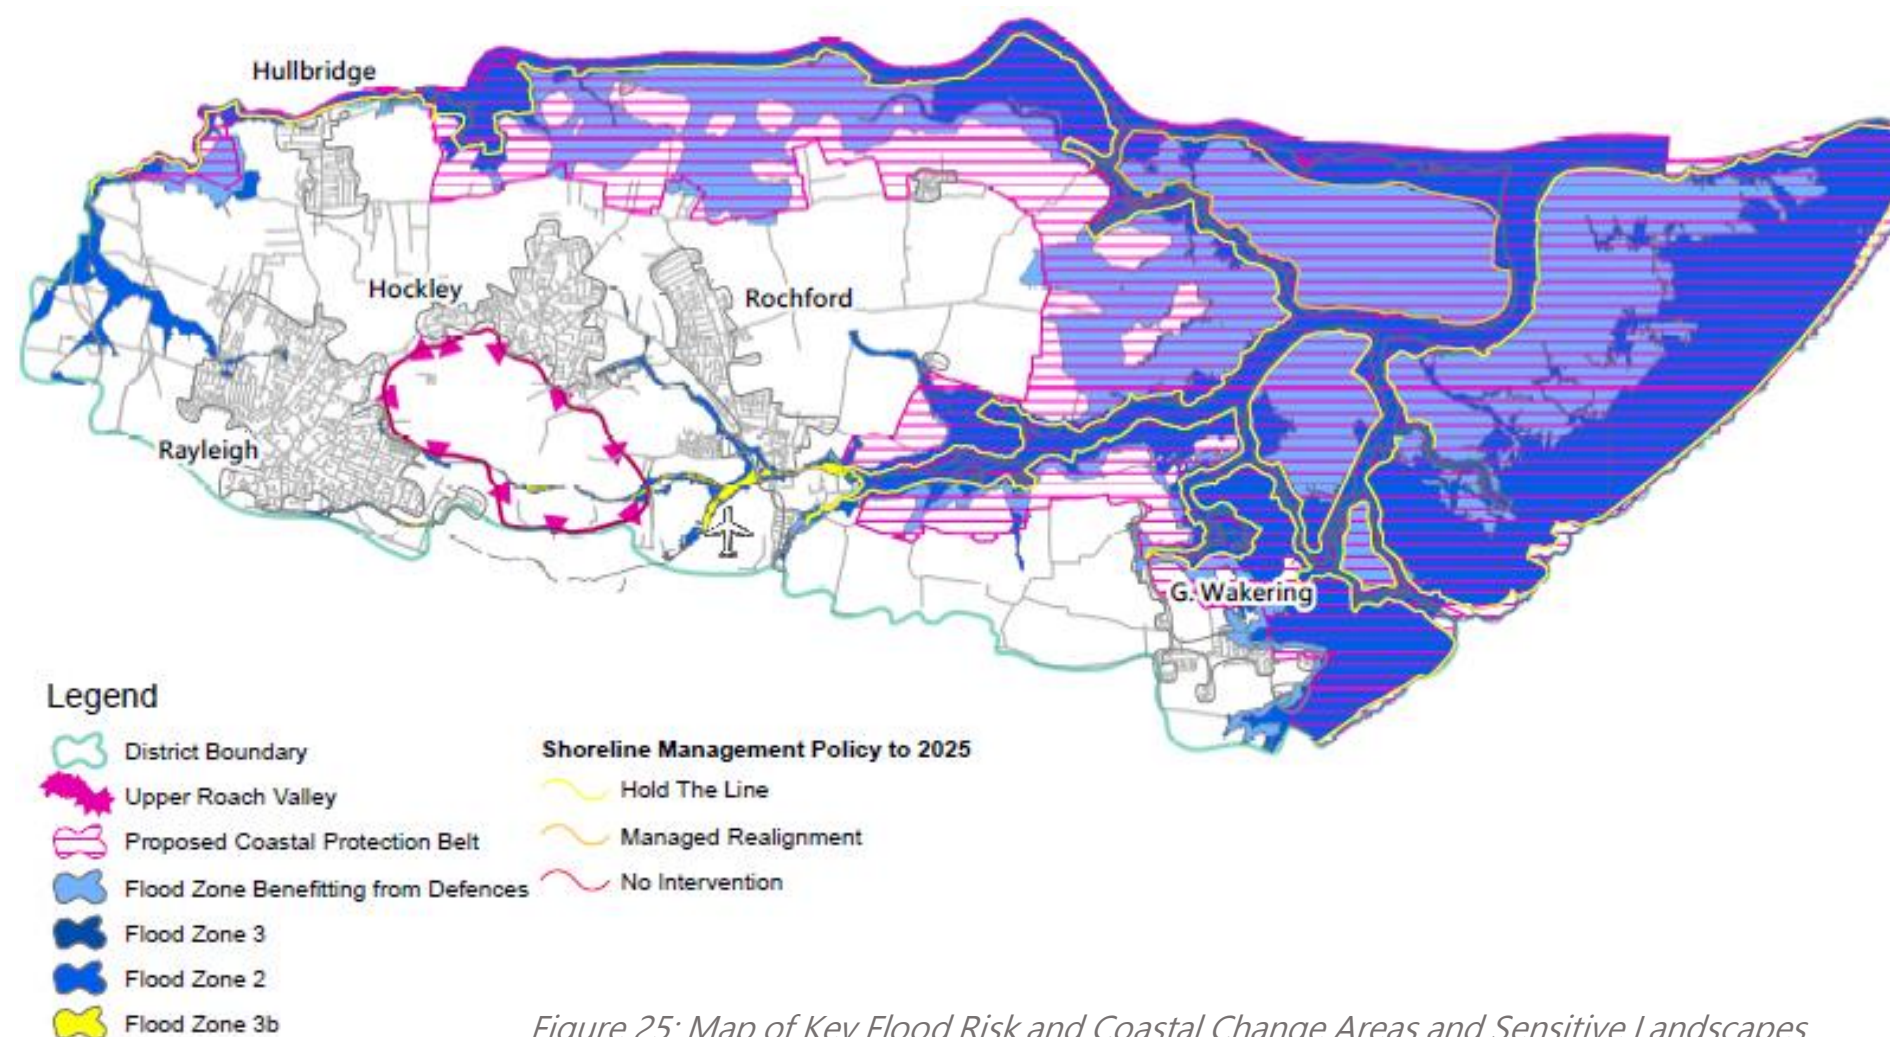 Hullbridge
Hockley
Rochford
Rayleigh
G. Wakering
Legend
District Boundary
Upper Roach Valley
Proposed Coastal Protection Belt
Flood Zone Benefitting from Defences
Flood Zone 3
Flood Zone 2
Flood Zone 3b
Shoreline Management Policy to 2025
Hold The Line
Managed Realignment
No Intervention
Figure 25: Map of Key Flood Risk and Coastal Change Areas and Sensitive Landscapes